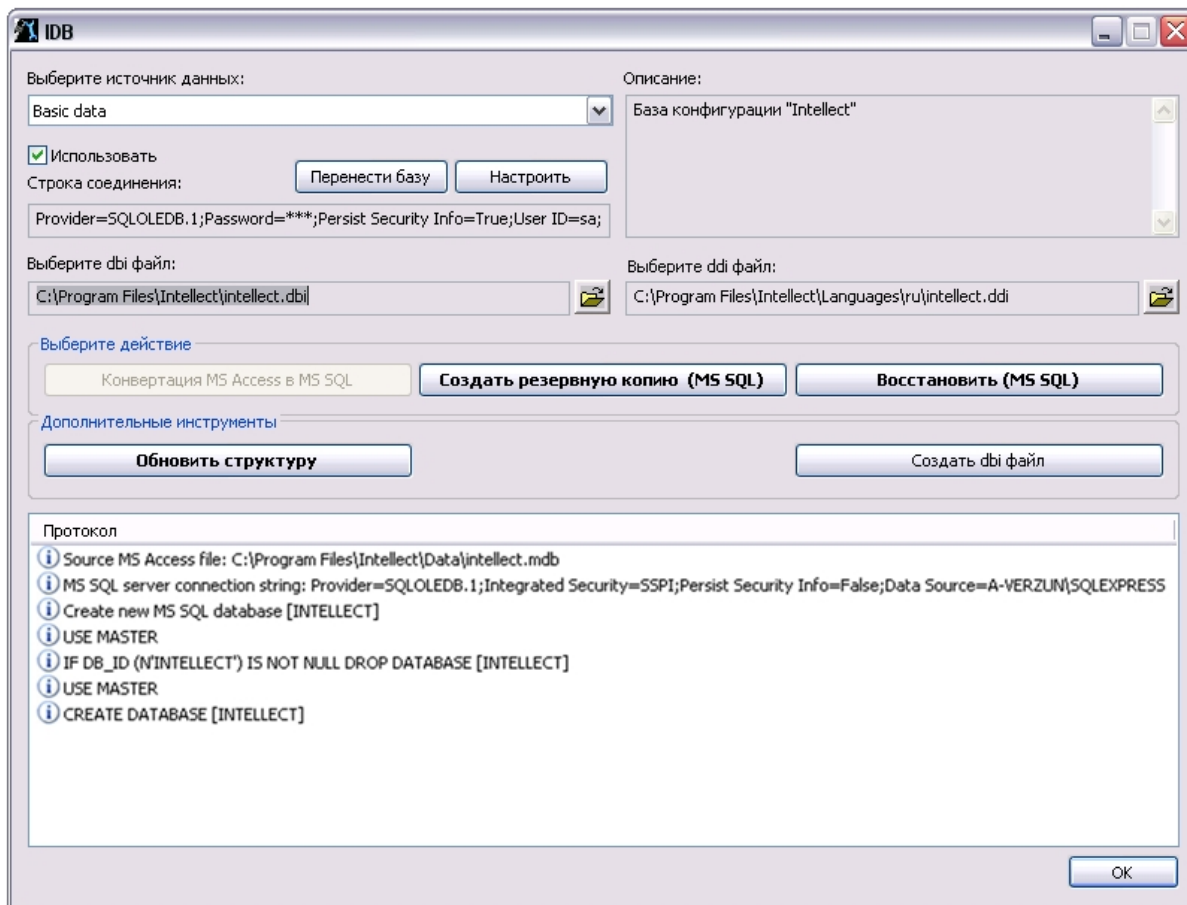 IDB
Выберите источник данных:
Описание:
Basic data
База конфигурации "Intellect"
Использовать
Строка соединения:
Перенести базу
Настроить
Provider=SQLOLEDB.1;Password=***;Persist Security Info=True;User ID=sa;
Выберите dbi файл:
Выберите ddi файл:
C:\Program Files\Intellect\intellect.dbi
C:\Program Files\Intellect\Languages\ru\intellect.ddi
Выберите действие
Конвертация MS Access в MS SQL
Создать резервную копию (MS SQL)
Восстановить (MS SQL)
Дополнительные инструменты
Обновить структуру
Создать dbi файл
Протокол
Source MS Access file: C:\Program Files\Intellect\Data\intellect.mdb
MS SQL server connection string: Provider=SQLOLEDB.1;Integrated Security=SSPI;Persist Security Info=False;Data Source=A-VERZUN\SQLEXPRESS
Create new MS SQL database [INTELLECT]
USE MASTER
IF DB_ID (N'INTELLECT') IS NOT NULL DROP DATABASE [INTELLECT]
USE MASTER
CREATE DATABASE [INTELLECT]
OK